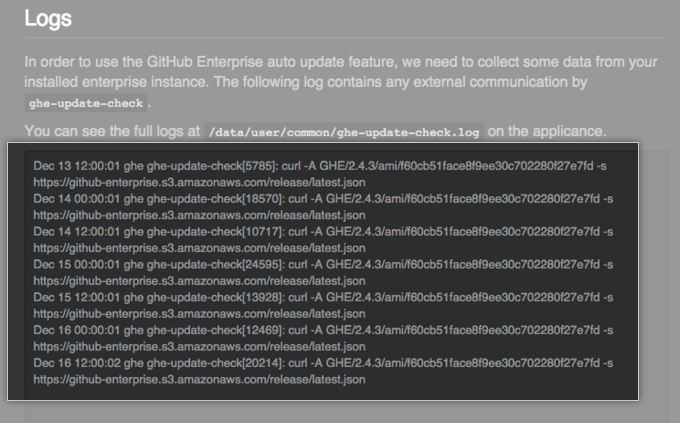 Logs
In order to use the GitHub Enterprise auto update feature, we need to collect some data from your
installed enterprise instance. The following log contains any external communication by
ghe-update-check .
You can see the full logs at /data/user/common/ghe-update-check.log on the applicance.
Dec 13 12:00:01 ghe ghe-update-check[5785]: curl -A GHE/2.4.3/ami/f60cb51face8f9ee30c702280f27e7fd -s
https://github-enterprise.s3.amazonaws.com/release/latest.json
Dec 14 00:00:01 ghe ghe-update-check[18570]: curl -A GHE/2.4.3/ami/f60cb51face8f9ee30c702280f27e7fd -s
https://github-enterprise.s3.amazonaws.com/release/latest.json
Dec 14 12:00:01 ghe ghe-update-check[10717]: curl -A GHE/2.4.3/ami/f60cb51face8f9ee30c702280f27e7fd -s
https://github-enterprise.s3.amazonaws.com/release/latest.json
Dec 15 00:00:01 ghe ghe-update-check[24595]: curl -A GHE/2.4.3/ami/f60cb51face8f9ee30c702280f27e7fd -s
https://github-enterprise.s3.amazonaws.com/release/latest.json
Dec 15 12:00:01 ghe ghe-update-check[13928]: curl -A GHE/2.4.3/ami/f60cb51face8f9ee30c702280f27e7fd -s
https://github-enterprise.s3.amazonaws.com/release/latest.json
Dec 16 00:00:01 ghe ghe-update-check[12469]: curl -A GHE/2.4.3/ami/f60cb51face8f9ee30c702280f27e7fd -s
https://github-enterprise.s3.amazonaws.com/release/latest.json
Dec 16 12:00:02 ghe ghe-update-check[20214]: curl -A GHE/2.4.3/ami/f60cb51face8f9ee30c702280f27e7fd -s
https://github-enterprise.s3.amazonaws.com/release/latest.json